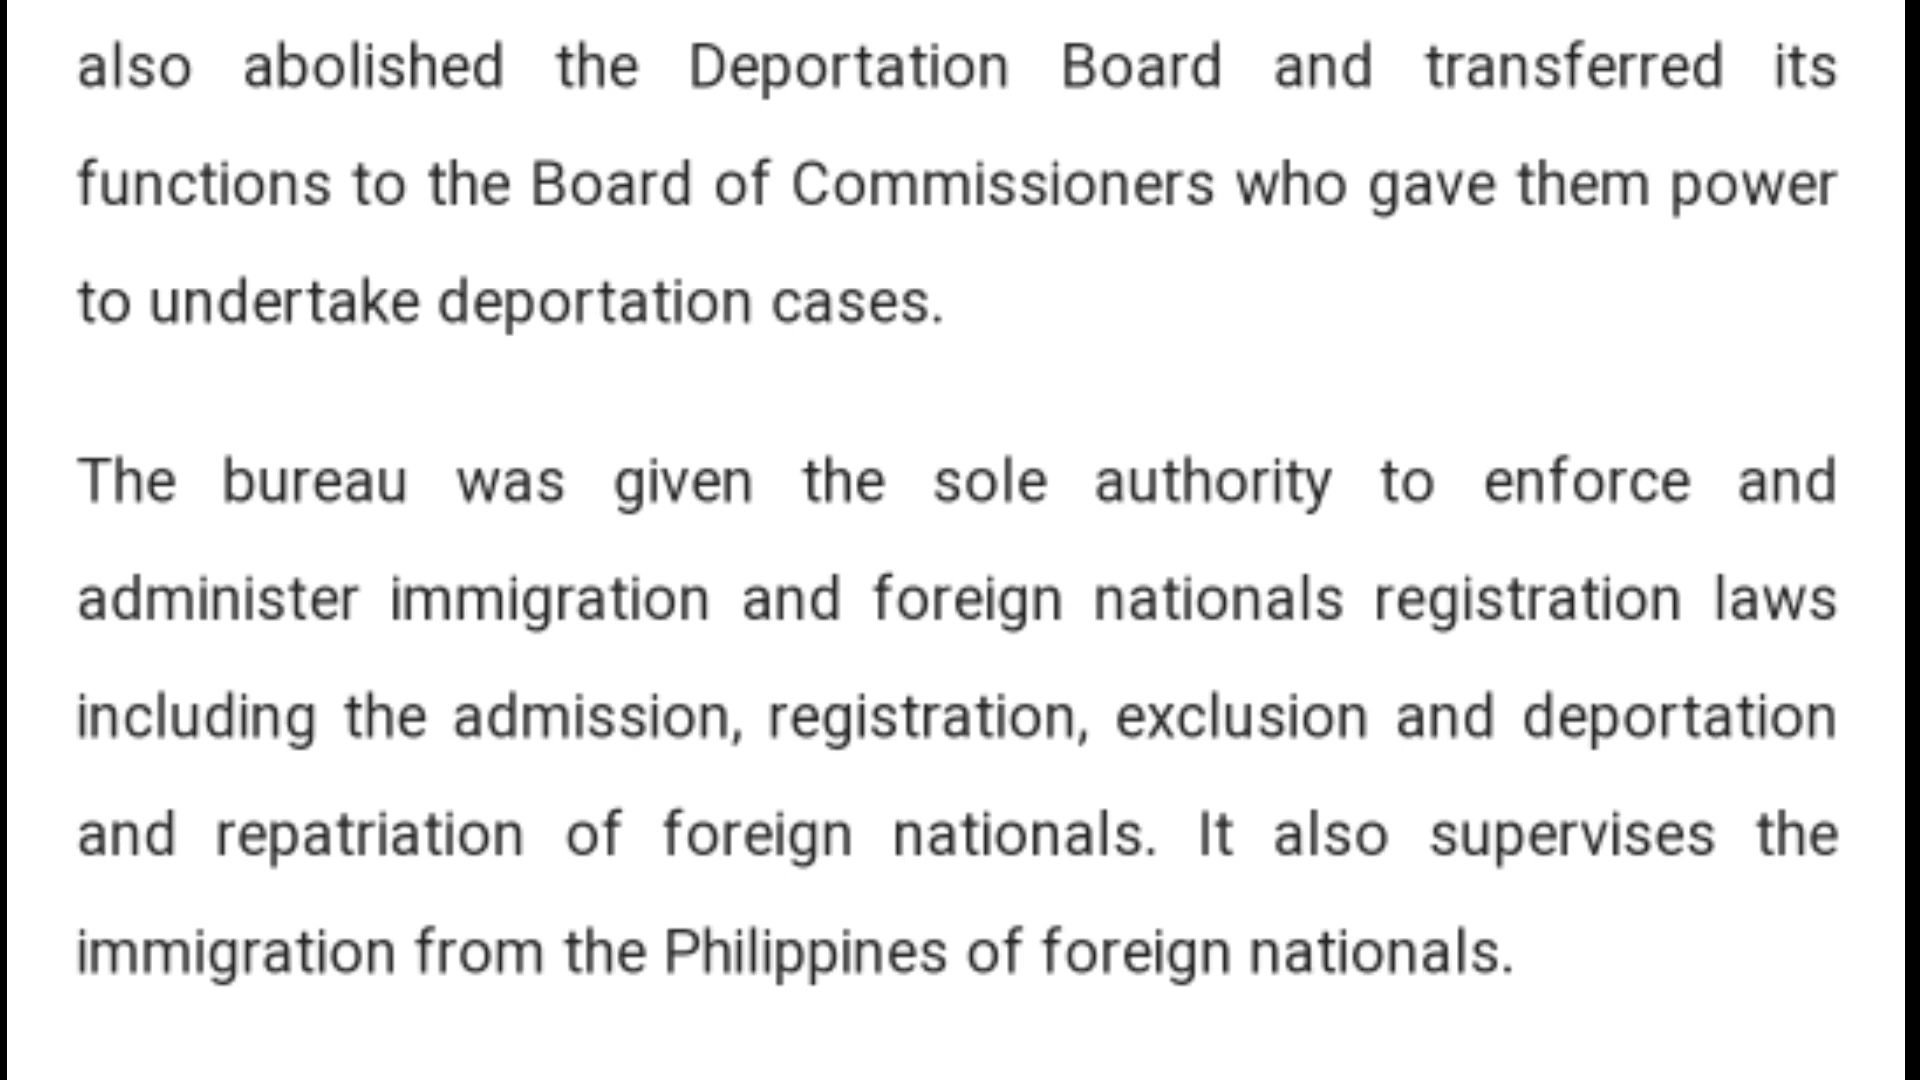 also abolished the Deportation Board and transferred its
functions to the Board of Commissioners who gave them power
to undertake deportation cases.
The bureau was given the sole authority to enforce and
administer immigration and foreign nationals registration laws
including the admission, registration, exclusion and deportation
and repatriation of foreign nationals. It also supervises the
immigration from the Philippines of foreign nationals.